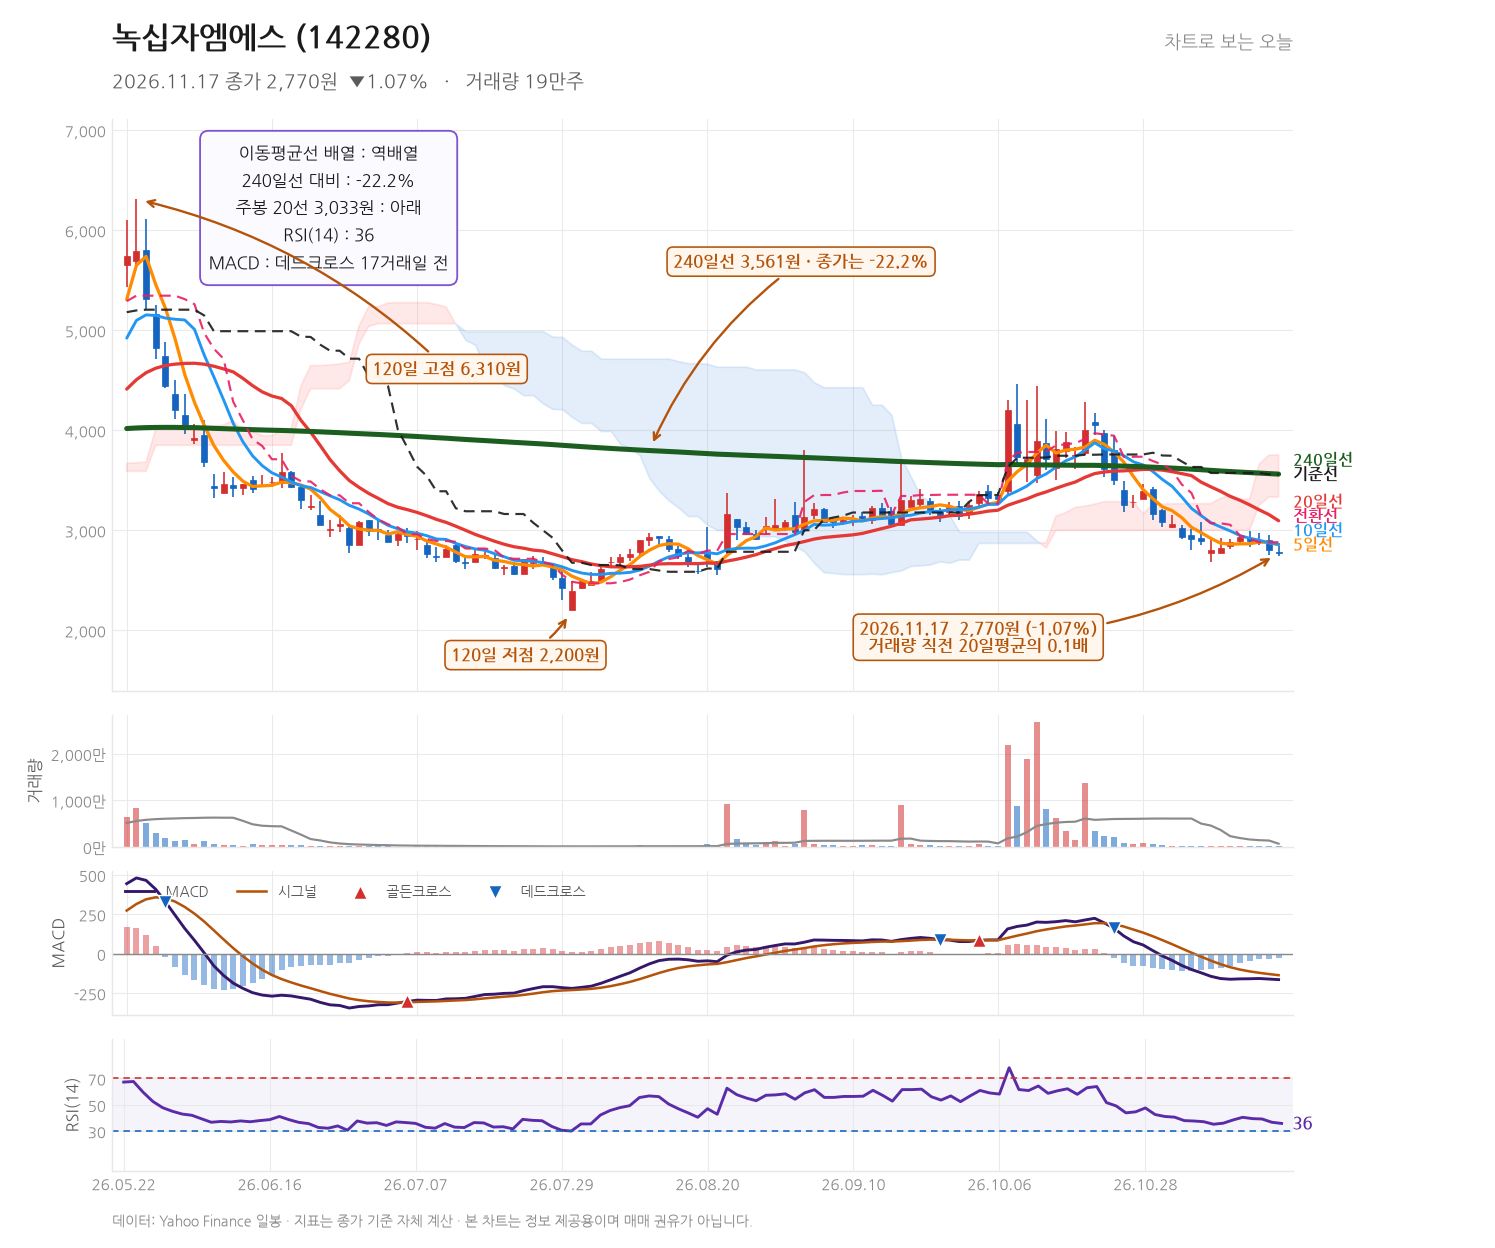 녹십자엠에스 (142280)
차트로 보는 오늘
2026.11.17 종가 2,770원 ▼1.07% · 거래량 19만주
7,000
6,000
5,000
4,000
3,000
2,000
이동평균선 배열 : 역배열
240일선 대비 : -22.2%
주봉 20선 3,033원 : 아래
RSI(14) : 36
MACD : 데드크로스 17거래일 전
240일선 3,561원 · 종가는 -22.2%
120일 고점 6,310원
120일 저점 2,200원
2026.11.17 2,770원 (-1.07%)
거래량 직전 20일평균의 0.1배
240일선
기준선
20일선
전환선
10일선
5일선
거래량
2,000만
1,000만
0만
MACD
500
250
0
-250
MACD
시그널
골든크로스
데드크로스
RSI(14)
70
50
30
36
26.05.22
26.06.16
26.07.07
26.07.29
26.08.20
26.09.10
26.10.06
26.10.28
데이터: Yahoo Finance 일봉 · 지표는 종가 기준 자체 계산 · 본 차트는 정보 제공용이며 매매 권유가 아닙니다.